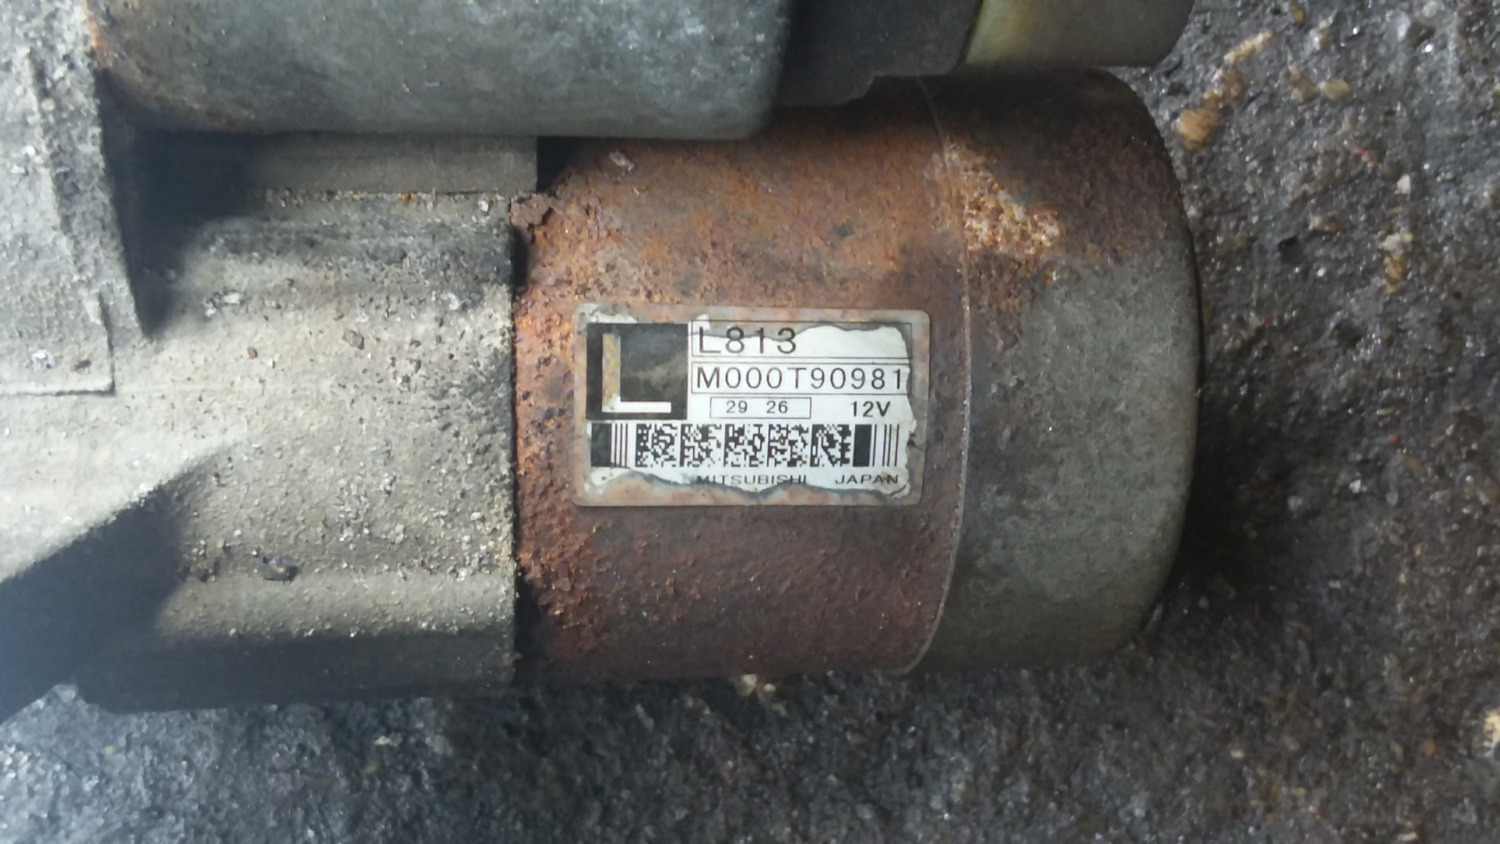 L
L813
M000T90981
29 26 12V
MITSUBISHI JAPAN